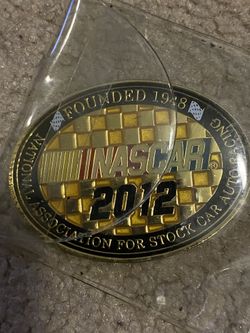 FOUNDED 1948
NASCAR®
2012
NATIONAL ASSOCIATION FOR STOCK CAR AUTO RACING